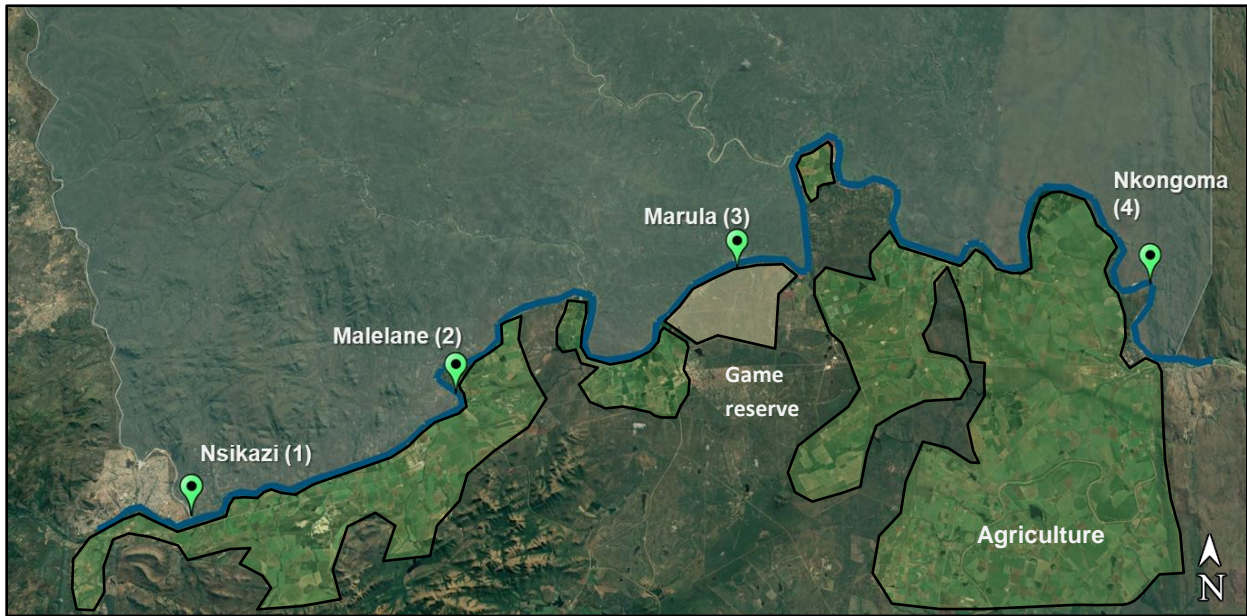 Nkongoma
(4)
Marula (3)
Malelane (2)
Game
reserve
Nsikazi (1)
Agriculture
N